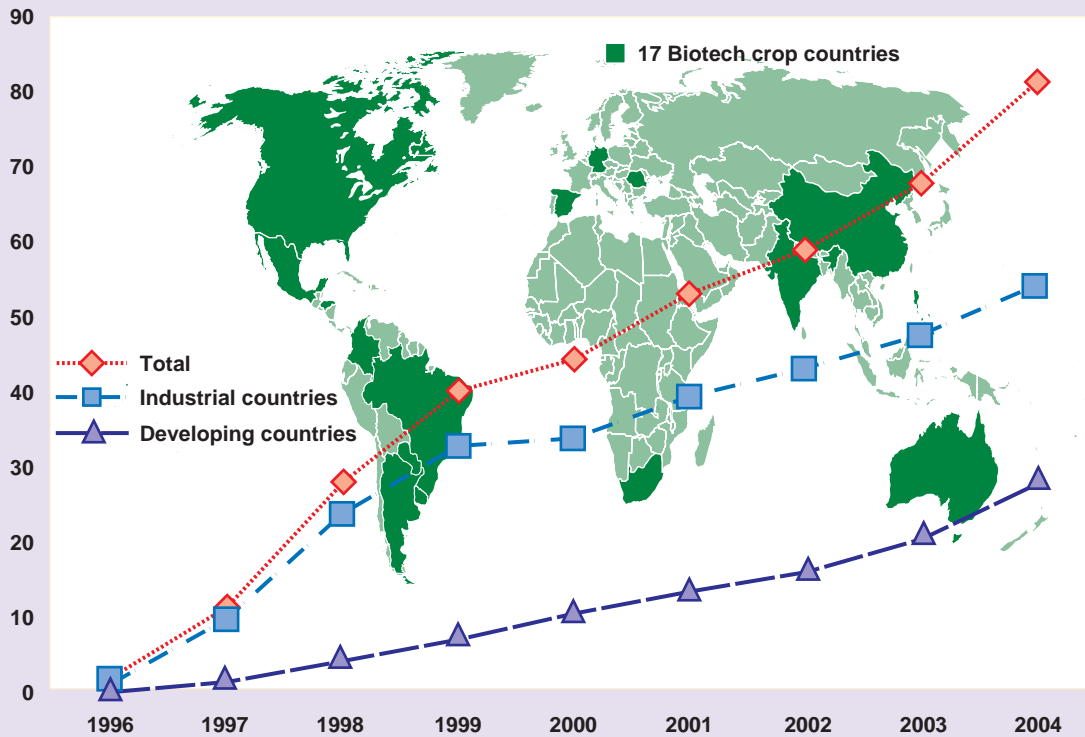 90
17 Biotech crop countries
80
70
60
50
Total
40
Industrial countries
Developing countries
30
20
10
0
1996 1997 1998 1999 2000 2001 2002 2003 2004